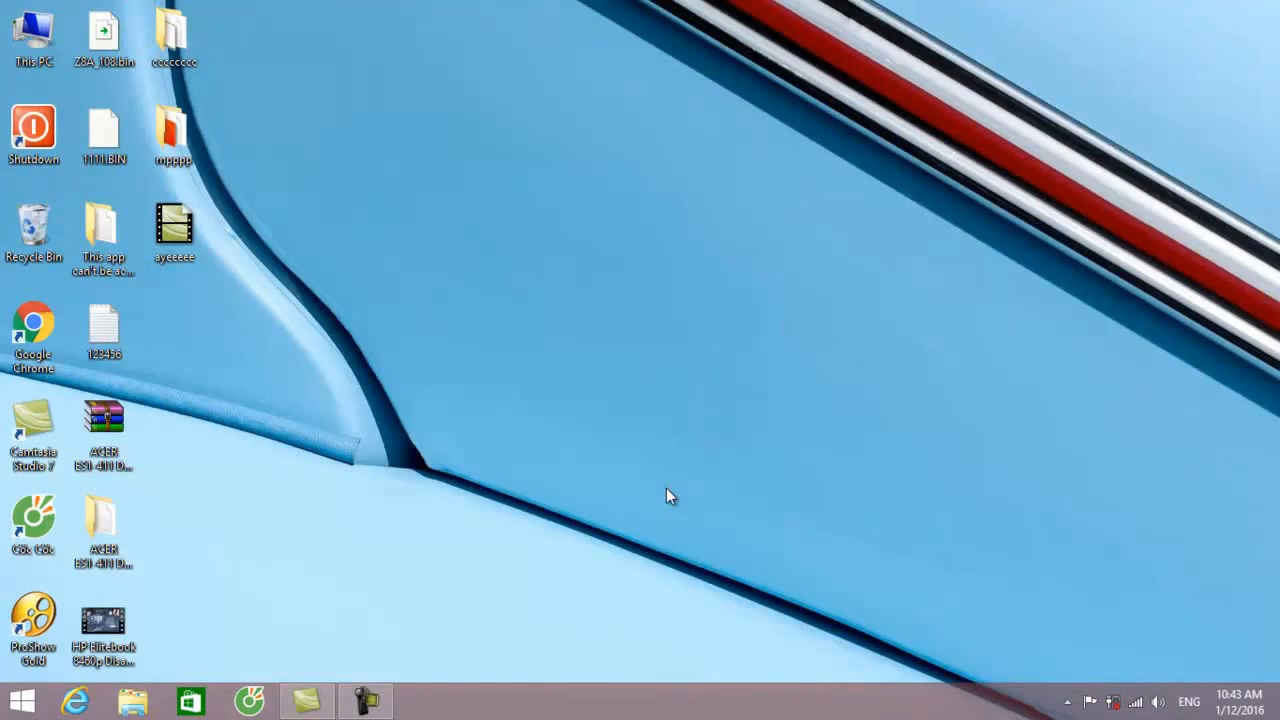 This PC
Z8A_108.bin
cccccccc
Shutdown
1111.BIN
mpppp
Recycle Bin
This app
can't be ac...
ayeeeee
Google
Chrome
123456
Camtasia
Studio 7
ACER
ES1-411 D...
Cốc Cốc
ACER
ES1-411 D...
ProShow
Gold
HP Elitebook
8460p Disa...
ENG
10:43 AM
1/12/2016